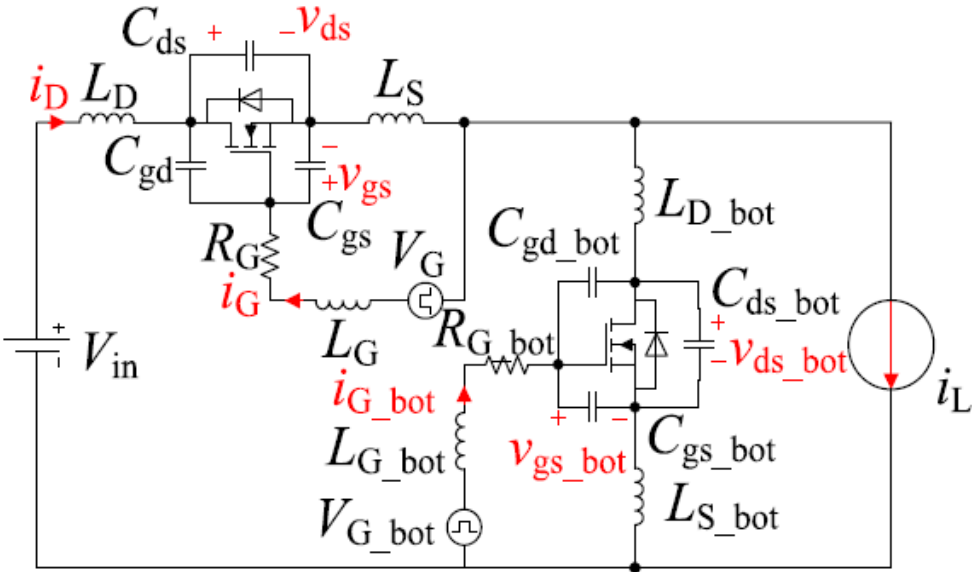 C_ds + − v_ds
i_D L_D L_S
C_gd − + v_gs
C_gs
R_G V_G
i_G L_G
L_D_bot
C_gd_bot
C_ds_bot
R_G_bot
+ − v_ds_bot
+ V_in
i_G_bot
i_L
+ − v_gs_bot
C_gs_bot
L_G_bot
L_S_bot
V_G_bot